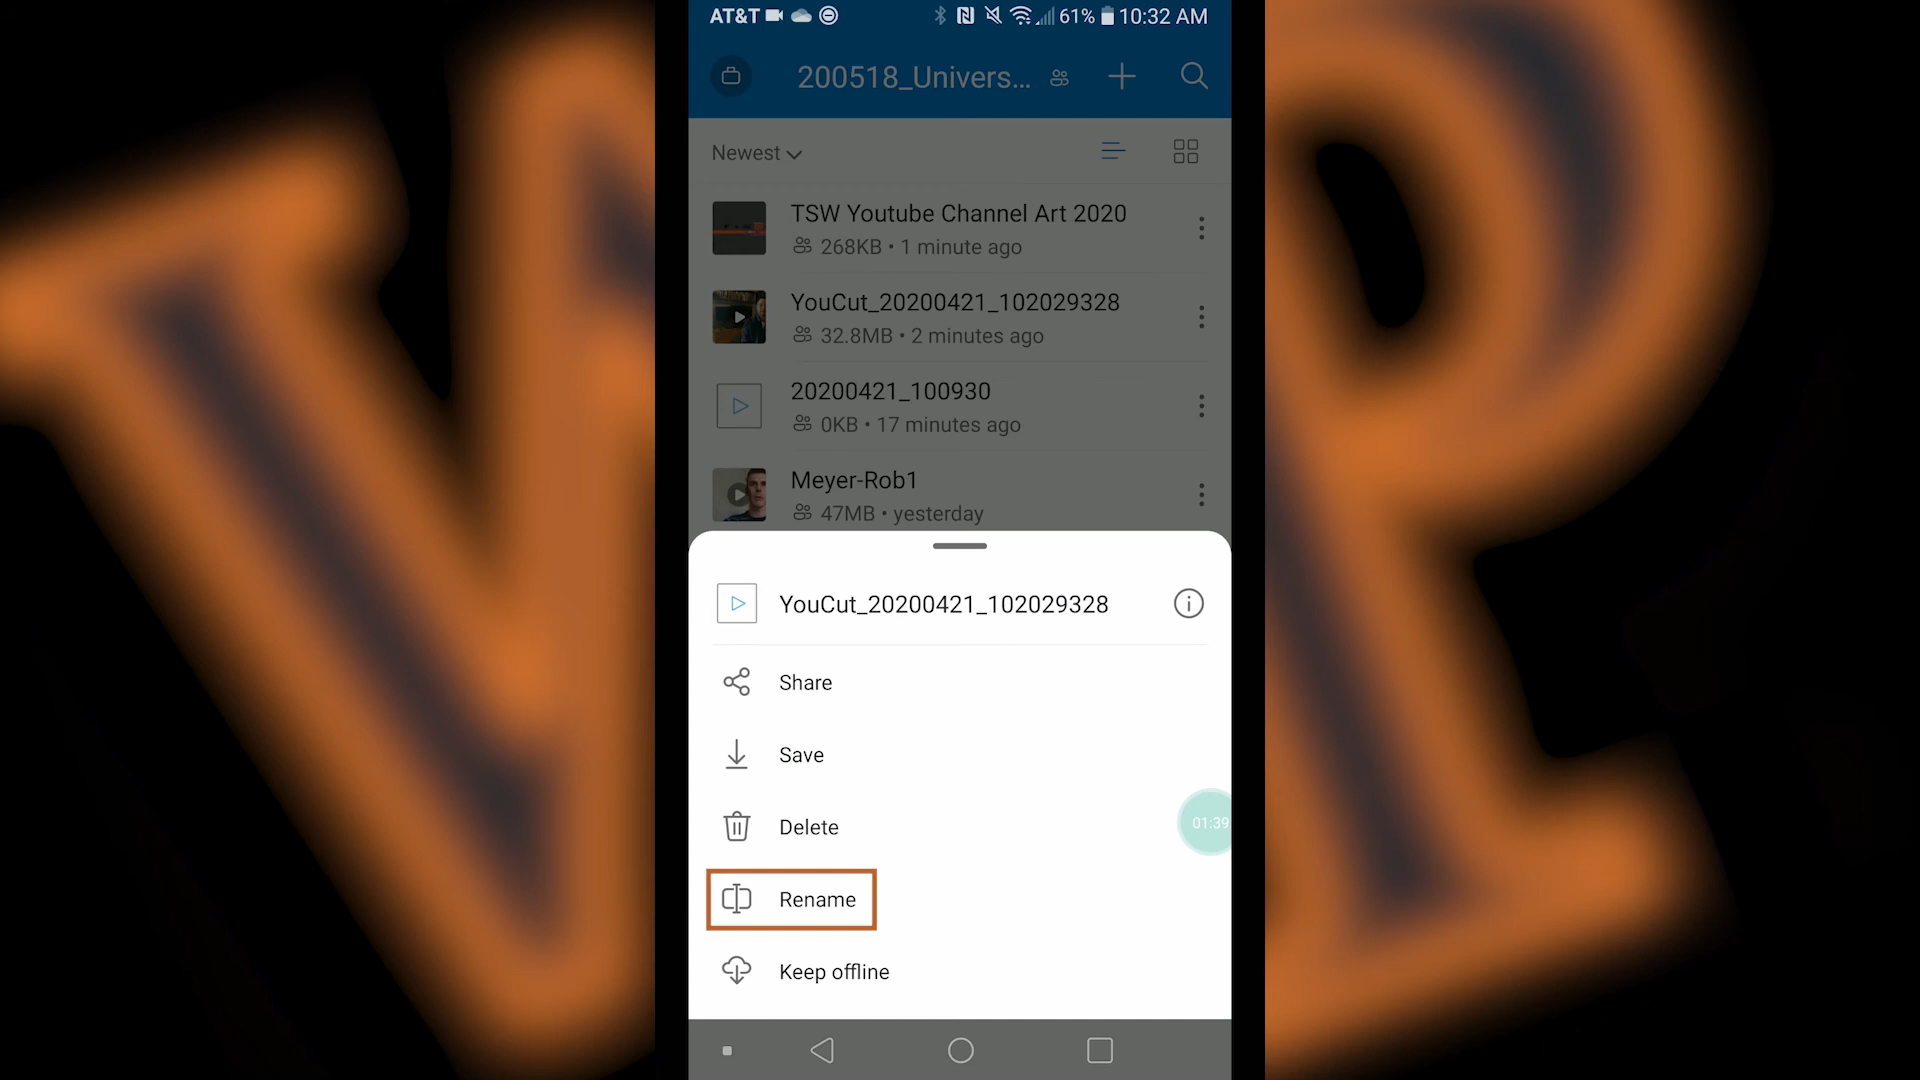 AT&T 61% 10:32 AM
200518_Univers...
Newest
TSW Youtube Channel Art 2020
268KB • 1 minute ago
YouCut_20200421_102029328
32.8MB • 2 minutes ago
20200421_100930
0KB • 17 minutes ago
Meyer-Rob1
47MB • yesterday
YouCut_20200421_102029328
Share
Save
Delete
01:39
Rename
Keep offline